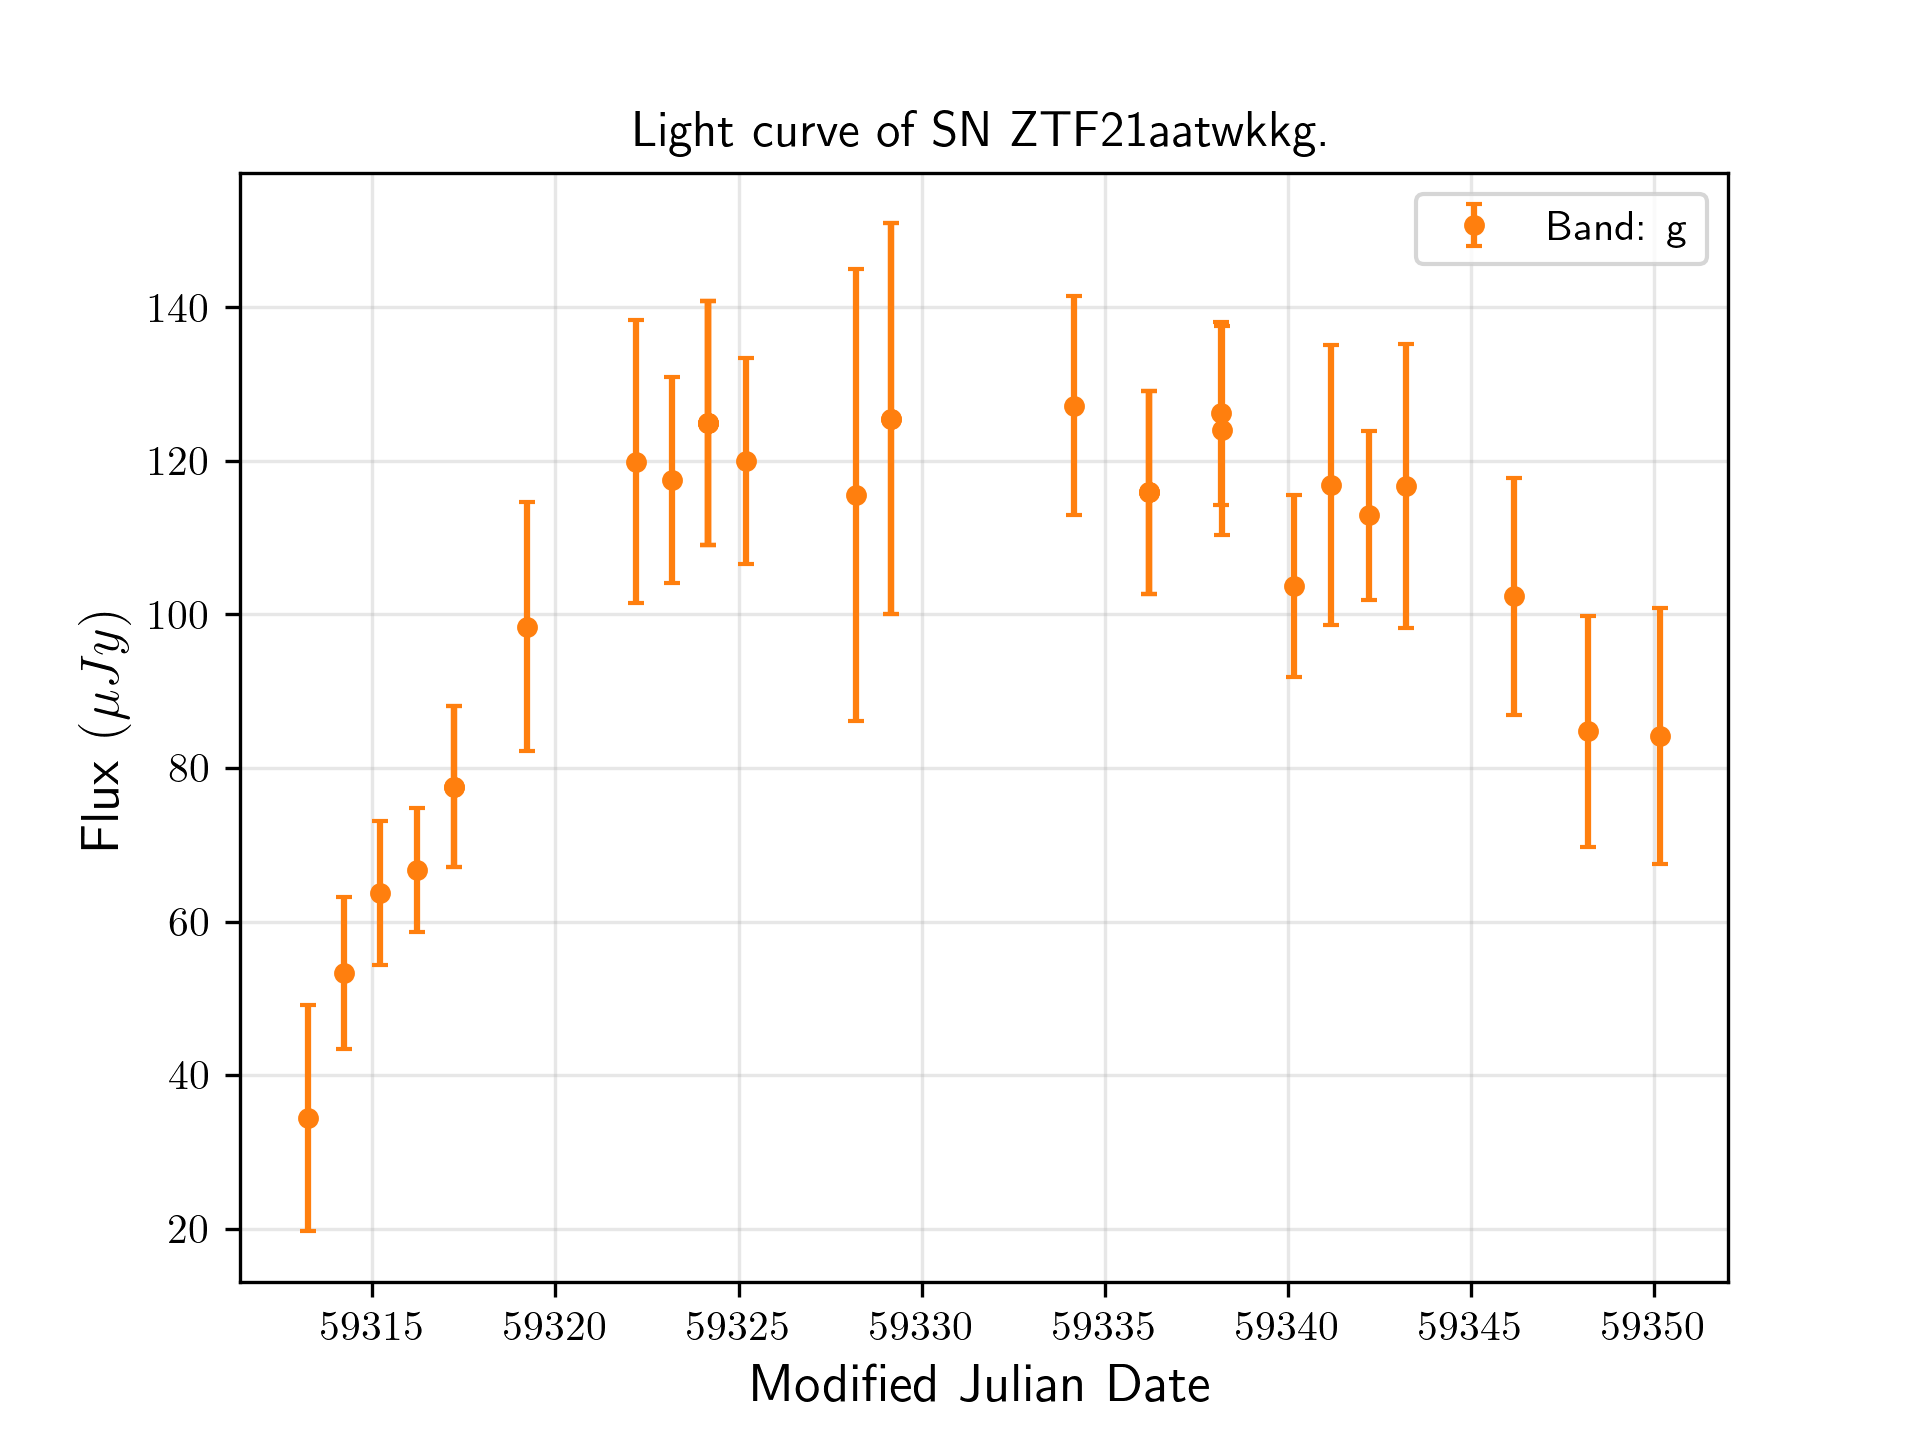 Light curve of SN ZTF21aatwkkg.
Band: g
Flux (μJy)
140
120
100
80
60
40
20
59315 59320 59325 59330 59335 59340 59345 59350
Modified Julian Date